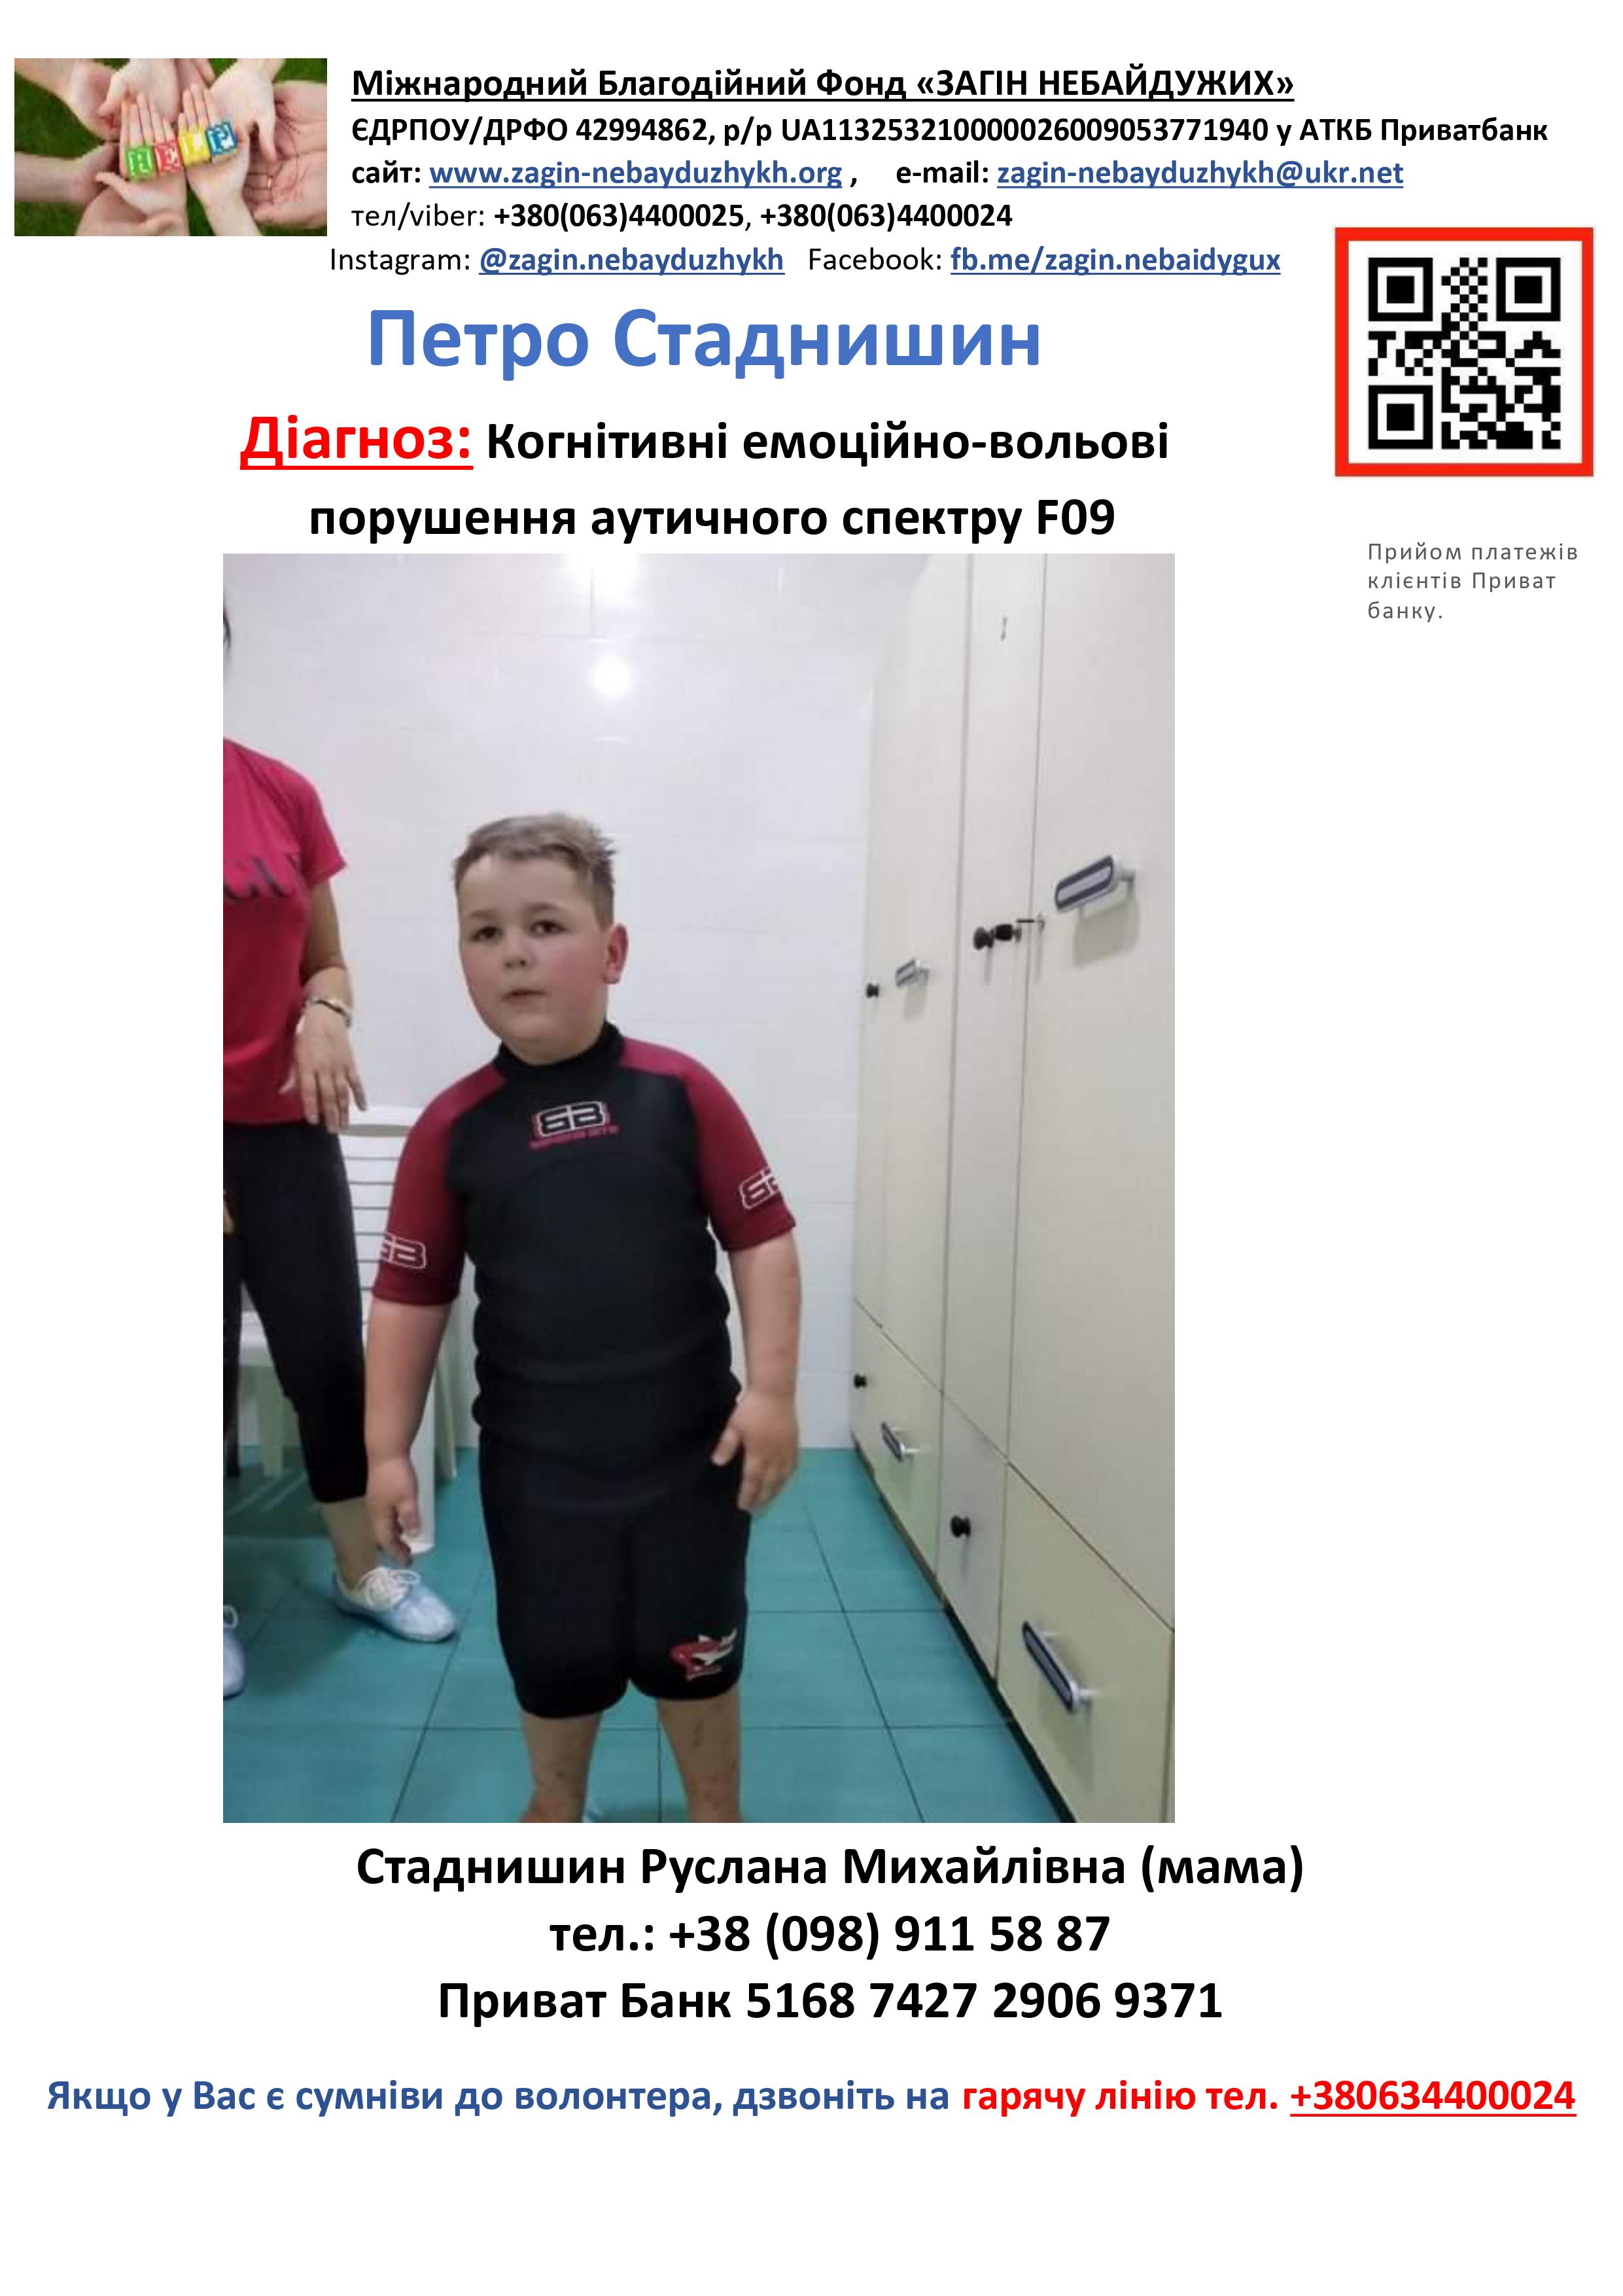 HELP
Міжнародний Благодійний Фонд «ЗАГІН НЕБАЙДУЖИХ»
ЄДРПОУ/ДРФО 42994862, р/р UA113253210000026009053771940 у АТКБ Приватбанк
сайт: www.zagin-nebayduzhykh.org , e-mail: zagin-nebayduzhykh@ukr.net
тел/viber: +380(063)4400025, +380(063)4400024
Instagram: @zagin.nebayduzhykh Facebook: fb.me/zagin.nebaidygux
Петро Стаднишин
Діагноз: Когнітивні емоційно-вольові
порушення аутичного спектру F09
Прийом платежів
клієнтів Приват
банку.
Стаднишин Руслана Михайлівна (мама)
тел.: +38 (098) 911 58 87
Приват Банк 5168 7427 2906 9371
Якщо у Вас є сумніви до волонтера, дзвоніть на гарячу лінію тел. +380634400024